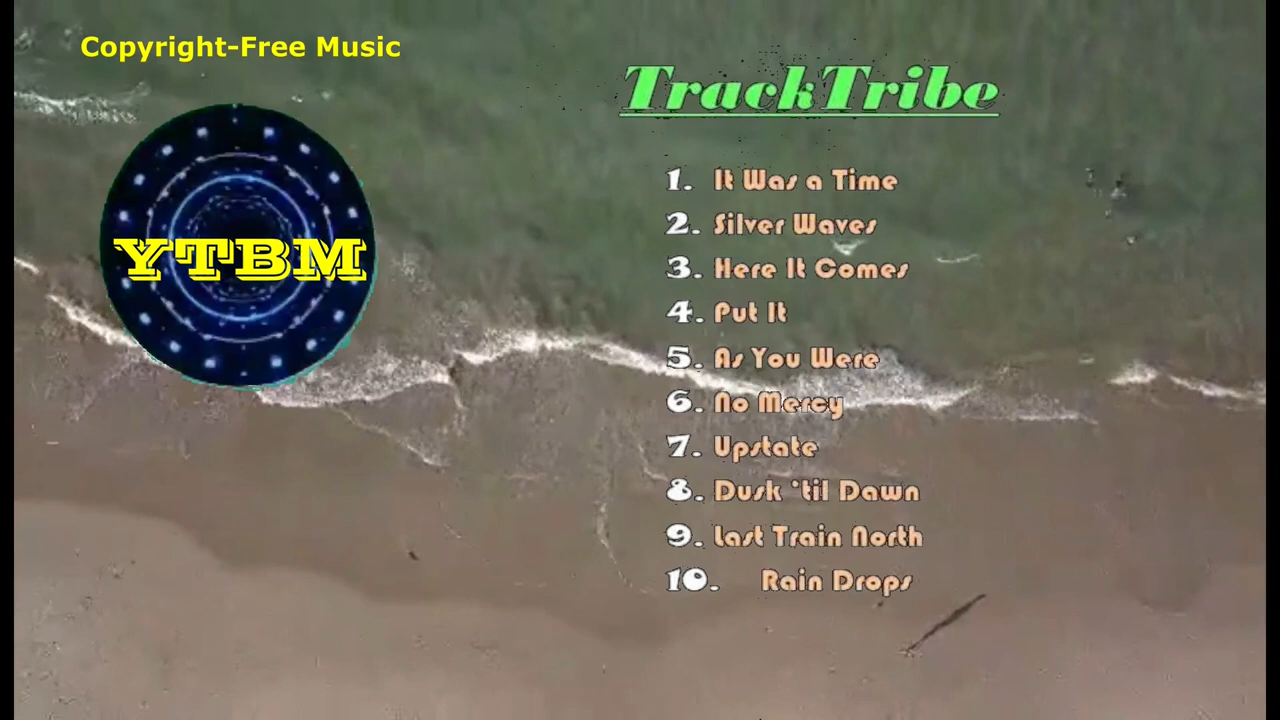 Copyright-Free Music
TrackTribe
YTBM
1. It Was a Time
2. Silver Waves
3. Here It Comes
4. Put It
5. As You Were
6. No Mercy
7. Upstate
8. Dusk 'til Dawn
9. Last Train North
10. Rain Drops